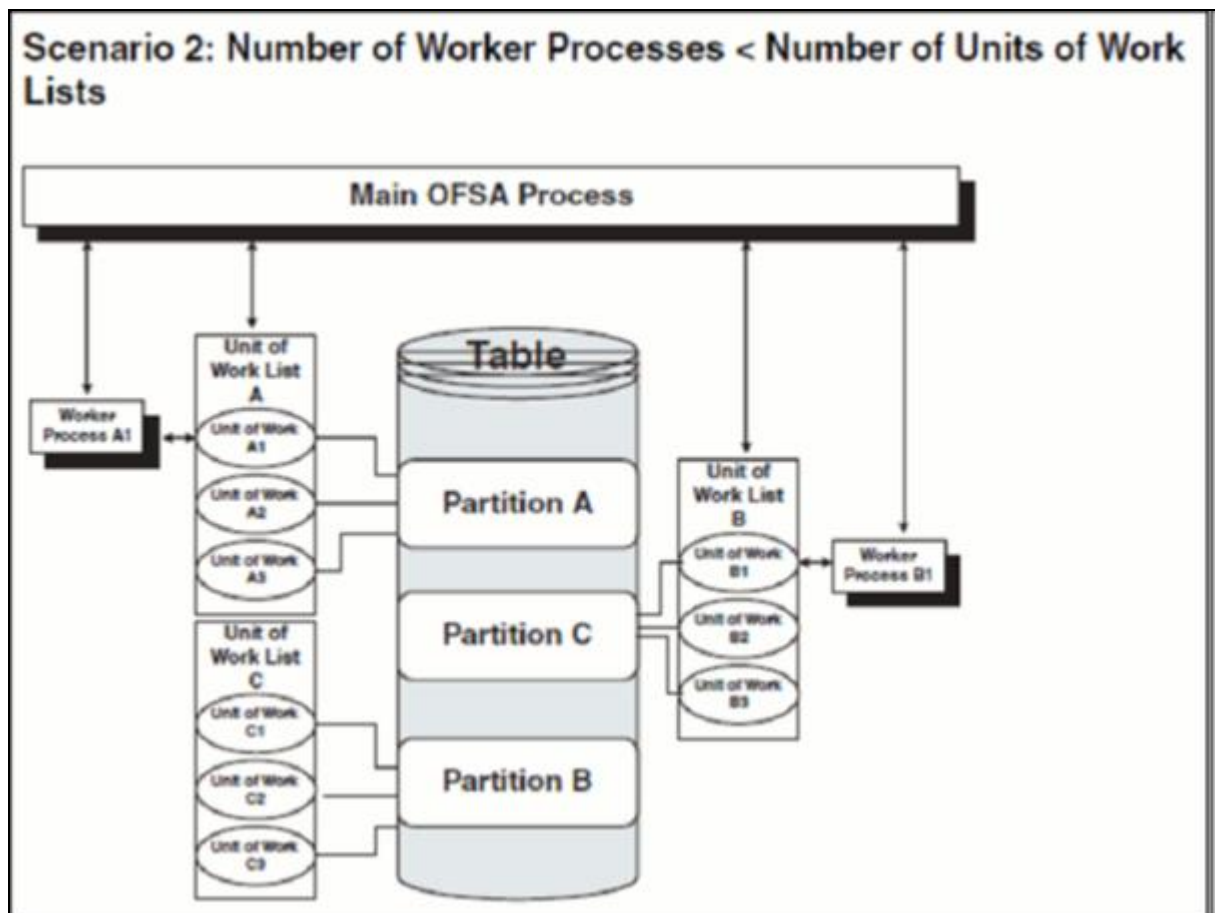 Scenario 2: Number of Worker Processes < Number of Units of Work
Lists
Main OFSA Process
Unit of
Work List
A
Table
Worker
Process A1
Unit of Work
A1
Unit of Work
A2
Unit of Work
A3
Partition A
Unit of
Work List
B
Unit of Work
B1
Worker
Process B1
Unit of Work
B2
Unit of Work
B3
Partition C
Unit of
Work List
C
Unit of Work
C1
Unit of Work
C2
Unit of Work
C3
Partition B